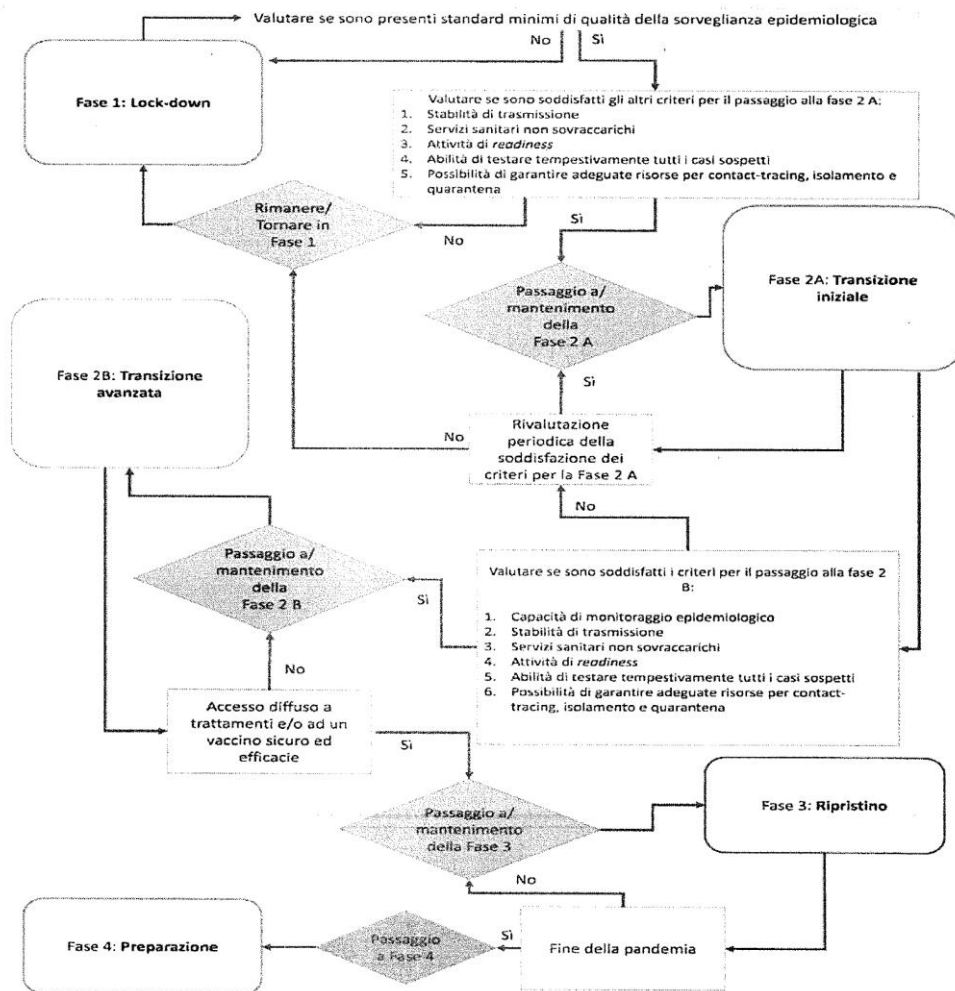 Valutare se sono presenti standard minimi di qualità della sorveglianza epidemiologica
No
Sì
Fase 1: Lock-down
Valutare se sono soddisfatti gli altri criteri per il passaggio alla fase 2 A:
1. Stabilità di trasmissione
2. Servizi sanitari non sovraccarichi
3. Attività di readiness
4. Abilità di testare tempestivamente tutti i casi sospetti
5. Possibilità di garantire adeguate risorse per contact-tracing, isolamento e
quarantena
Rimanere/
Tornare in
Fase 1
No
Sì
Passaggio a/
mantenimento
della
Fase 2 A
Fase 2A: Transizione
iniziale
Fase 2B: Transizione
avanzata
Sì
No
Rivalutazione
periodica della
soddisfazione dei
criteri per la Fase 2 A
No
Passaggio a/
mantenimento
della
Fase 2 B
Sì
Valutare se sono soddisfatti i criteri per il passaggio alla fase 2
B:
1. Capacità di monitoraggio epidemiologico
2. Stabilità di trasmissione
3. Servizi sanitari non sovraccarichi
4. Attività di readiness
5. Abilità di testare tempestivamente tutti i casi sospetti
6. Possibilità di garantire adeguate risorse per contact-
tracing, isolamento e quarantena
No
Accesso diffuso a
trattamenti e/o ad un
vaccino sicuro ed
efficacie
Sì
Passaggio a/
mantenimento
della Fase 3
Fase 3: Ripristino
No
Fase 4: Preparazione
Passaggio
a Fase 4
Sì
Fine della pandemia